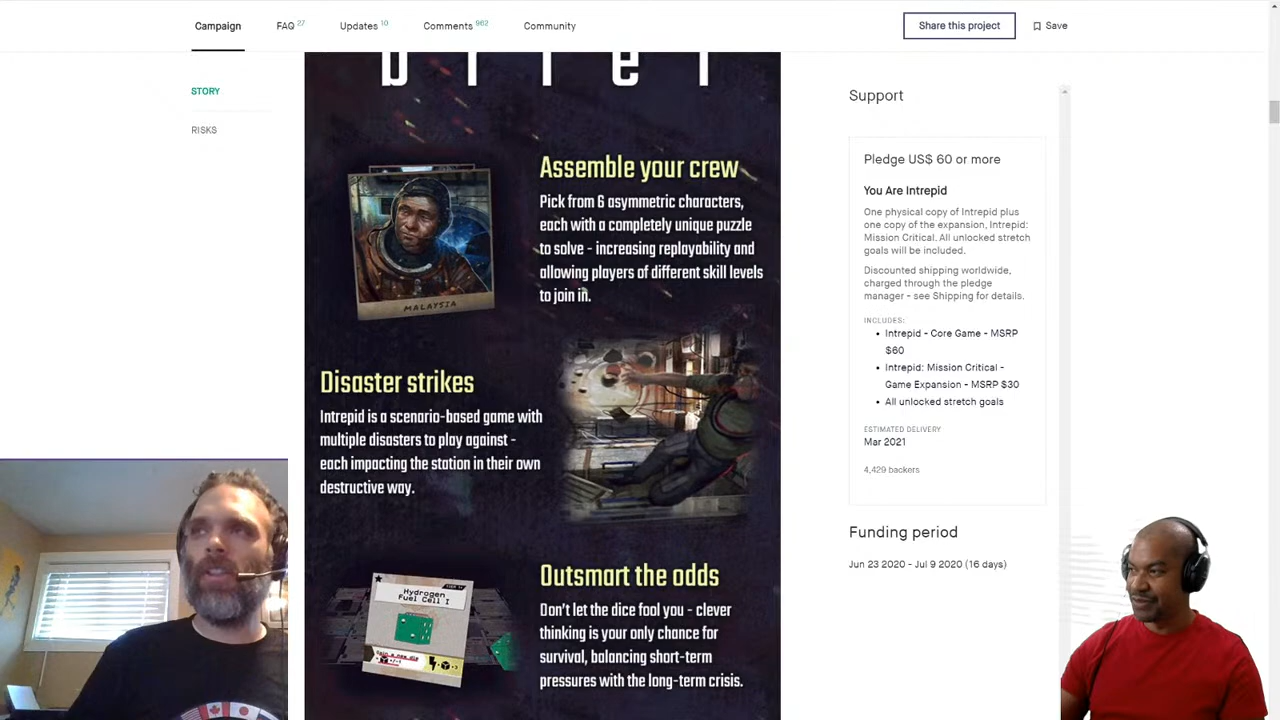 Campaign
FAQ 27
Updates 10
Comments 962
Community
Share this project
Save
STORY
RISKS
brief
Assemble your crew
Pick from 6 asymmetric characters,
each with a completely unique puzzle
to solve - increasing replayability and
allowing players of different skill levels
to join in.
MALAYSIA
Disaster strikes
Intrepid is a scenario-based game with
multiple disasters to play against -
each impacting the station in their own
destructive way.
Hydrogen
Fuel Cell I
Gain a new die
+/-1
Outsmart the odds
Don't let the dice fool you - clever
thinking is your only chance for
survival, balancing short-term
pressures with the long-term crisis.
Support
Pledge US$ 60 or more
You Are Intrepid
One physical copy of Intrepid plus
one copy of the expansion, Intrepid:
Mission Critical. All unlocked stretch
goals will be included.
Discounted shipping worldwide,
charged through the pledge
manager - see Shipping for details.
INCLUDES:
• Intrepid - Core Game - MSRP
$60
• Intrepid: Mission Critical -
Game Expansion - MSRP $30
• All unlocked stretch goals
ESTIMATED DELIVERY
Mar 2021
4,429 backers
Funding period
Jun 23 2020 - Jul 9 2020 (16 days)